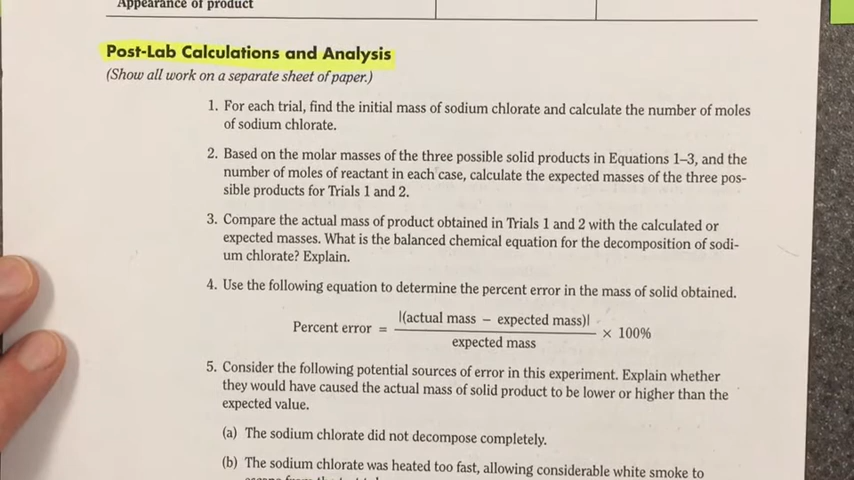 Appearance of product
Post-Lab Calculations and Analysis
(Show all work on a separate sheet of paper.)
1. For each trial, find the initial mass of sodium chlorate and calculate the number of moles
of sodium chlorate.
2. Based on the molar masses of the three possible solid products in Equations 1–3, and the
number of moles of reactant in each case, calculate the expected masses of the three pos-
sible products for Trials 1 and 2.
3. Compare the actual mass of product obtained in Trials 1 and 2 with the calculated or
expected masses. What is the balanced chemical equation for the decomposition of sodi-
um chlorate? Explain.
4. Use the following equation to determine the percent error in the mass of solid obtained.
Percent error = |(actual mass − expected mass)| / expected mass × 100%
5. Consider the following potential sources of error in this experiment. Explain whether
they would have caused the actual mass of solid product to be lower or higher than the
expected value.
(a) The sodium chlorate did not decompose completely.
(b) The sodium chlorate was heated too fast, allowing considerable white smoke to